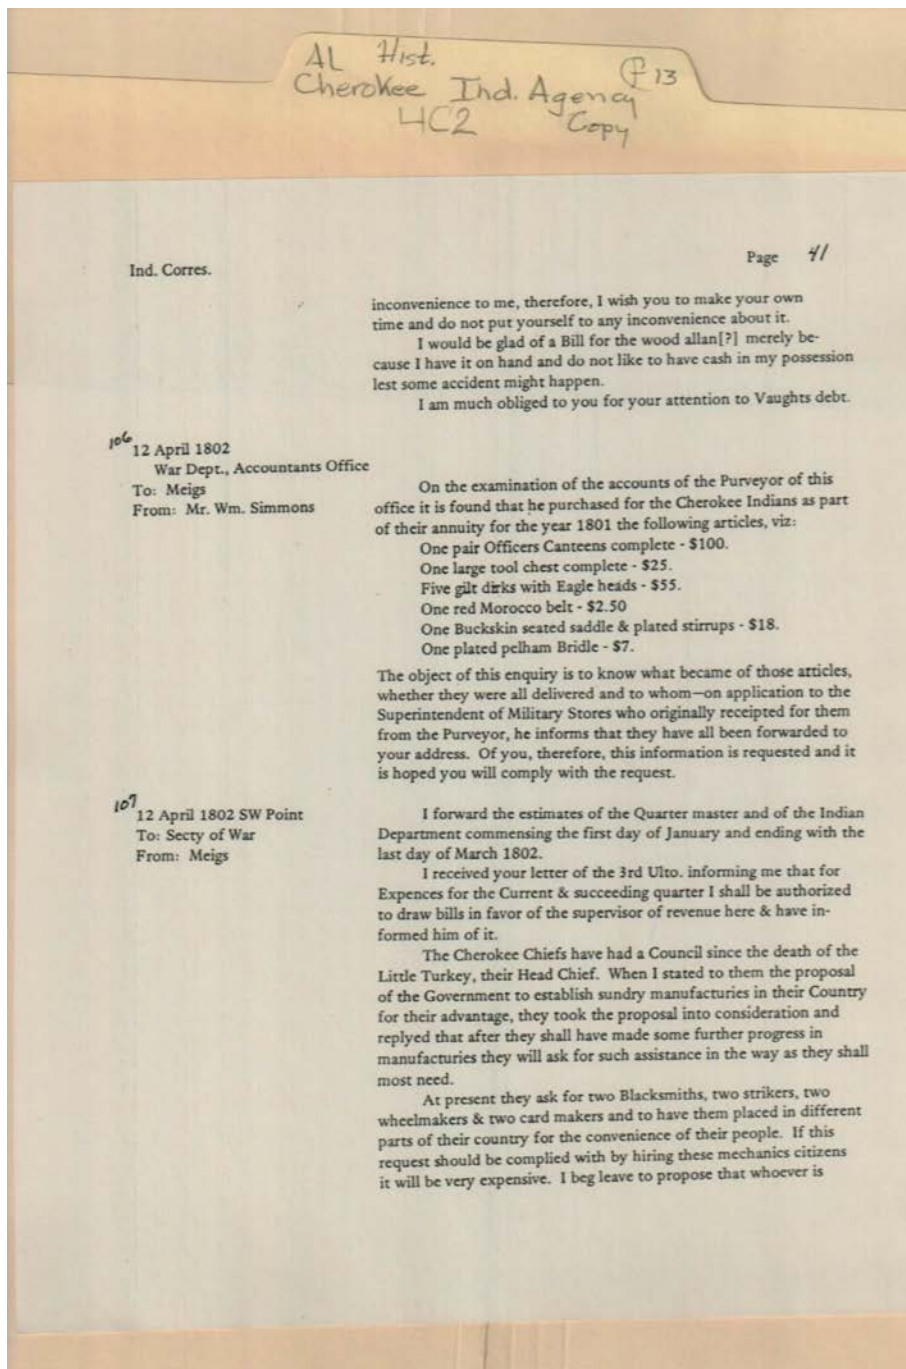 AL Hist.
Cherokee Ind. Agency F 13
4C2 Copy
Ind. Corres.
Page 41
inconvenience to me, therefore, I wish you to make your own
time and do not put yourself to any inconvenience about it.
I would be glad of a Bill for the wood allan[?] merely be-
cause I have it on hand and do not like to have cash in my possession
lest some accident might happen.
I am much obliged to you for your attention to Vaughts debt.
106
12 April 1802
War Dept., Accountants Office
To: Meigs
From: Mr. Wm. Simmons
On the examination of the accounts of the Purveyor of this
office it is found that he purchased for the Cherokee Indians as part
of their annuity for the year 1801 the following articles, viz:
One pair Officers Canteens complete - $100.
One large tool chest complete - $25.
Five gilt dirks with Eagle heads - $55.
One red Morocco belt - $2.50
One Buckskin seated saddle & plated stirrups - $18.
One plated pelham Bridle - $7.
The object of this enquiry is to know what became of those articles,
whether they were all delivered and to whom—on application to the
Superintendent of Military Stores who originally receipted for them
from the Purveyor, he informs that they have all been forwarded to
your address. Of you, therefore, this information is requested and it
is hoped you will comply with the request.
107
12 April 1802 SW Point
To: Secty of War
From: Meigs
I forward the estimates of the Quarter master and of the Indian
Department commensing the first day of January and ending with the
last day of March 1802.
I received your letter of the 3rd Ulto. informing me that for
Expences for the Current & succeeding quarter I shall be authorized
to draw bills in favor of the supervisor of revenue here & have in-
formed him of it.
The Cherokee Chiefs have had a Council since the death of the
Little Turkey, their Head Chief. When I stated to them the proposal
of the Government to establish sundry manufacturies in their Country
for their advantage, they took the proposal into consideration and
replyed that after they shall have made some further progress in
manufacturies they will ask for such assistance in the way as they shall
most need.
At present they ask for two Blacksmiths, two strikers, two
wheelmakers & two card makers and to have them placed in different
parts of their country for the convenience of their people. If this
request should be complied with by hiring these mechanics citizens
it will be very expensive. I beg leave to propose that whoever is